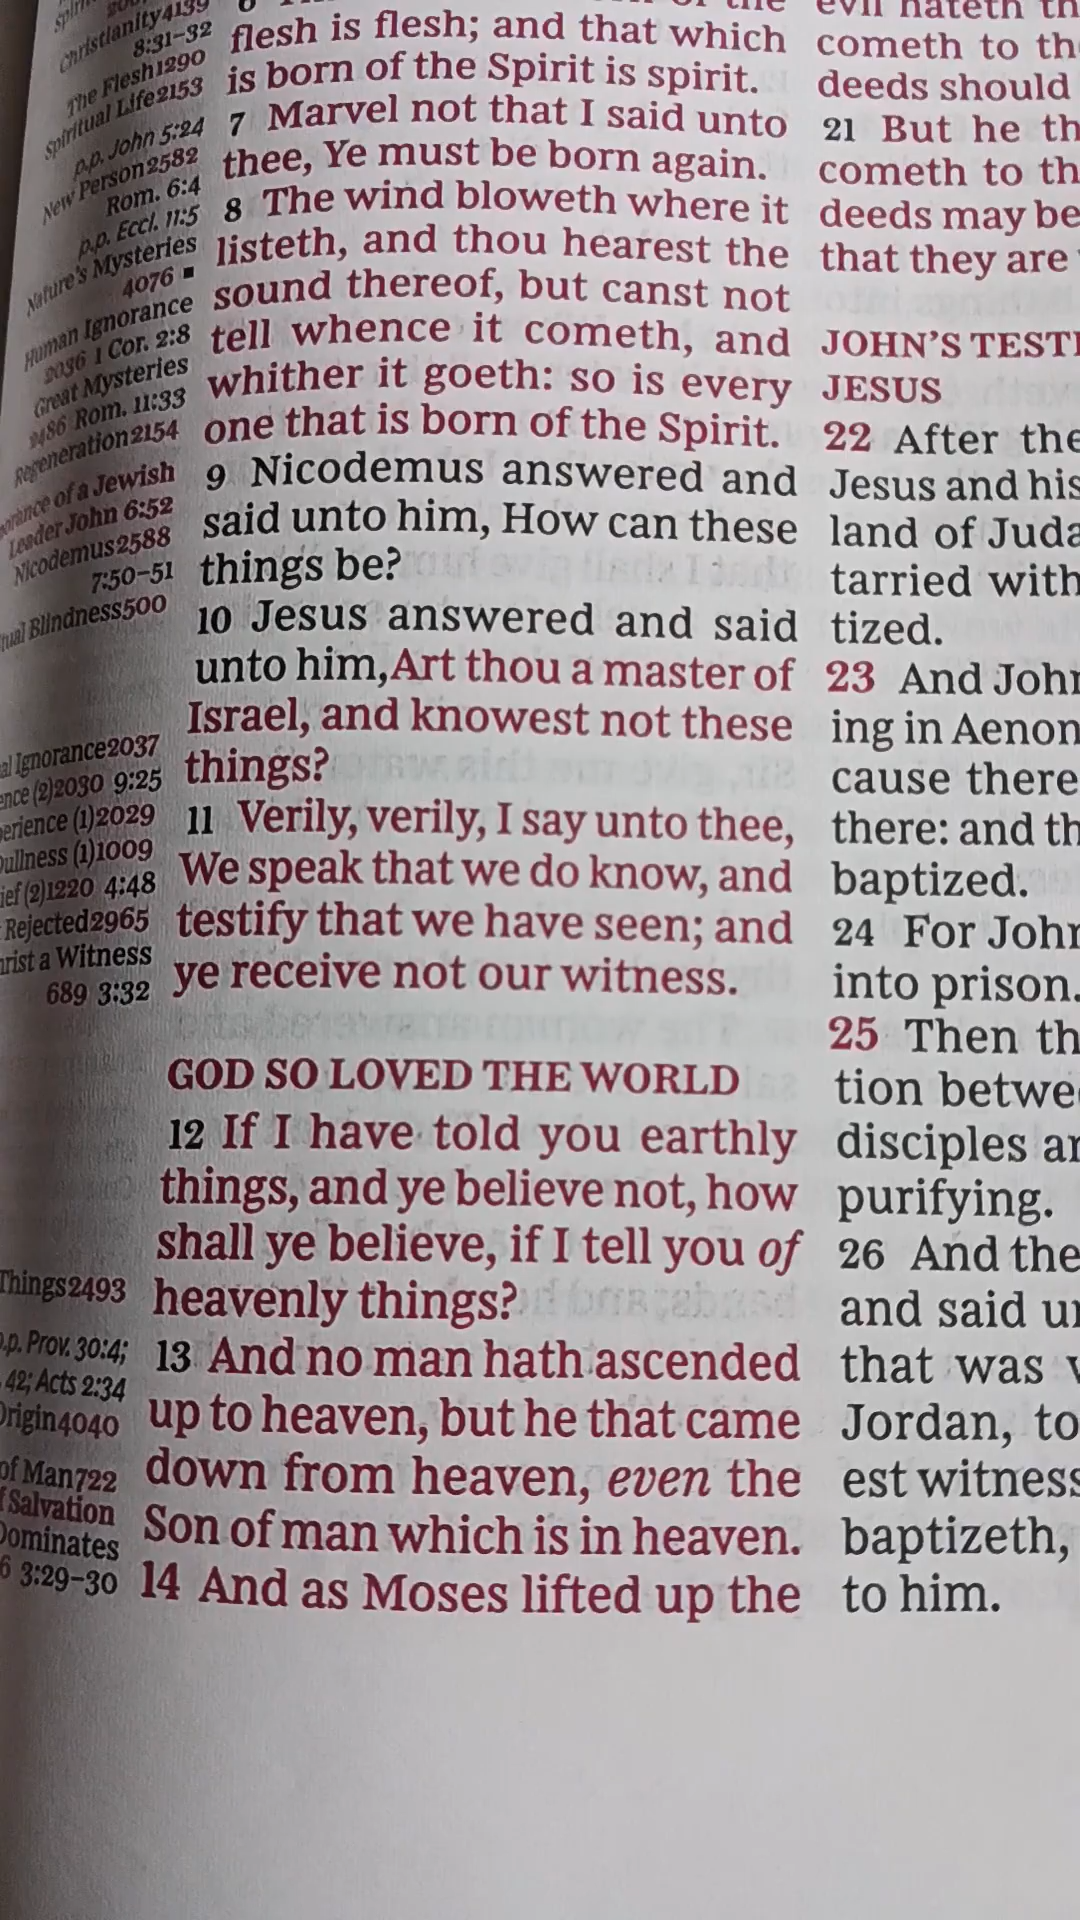 Christianity4139
8:31–32
The Flesh1290
Spiritual Life2153
p.p. John 5:24
New Person2582
Rom. 6:4
p.p. Eccl. 11:5
Nature's Mysteries
4076 ▪
Human Ignorance
2036 1 Cor. 2:8
Great Mysteries
2486 Rom. 11:33
Regeneration2154
of a Jewish
Leader John 6:52
Nicodemus2588
7:50–51
Blindness500
Ignorance2037
(2)2030 9:25
(1)2029
(1)1009
(2)1220 4:48
Rejected2965
a Witness
689 3:32
Things2493
p.p. Prov. 30:4;
42; Acts 2:34
Origin4040
of Man722
Salvation
Dominates
3:29–30
flesh is flesh; and that which
is born of the Spirit is spirit.
7 Marvel not that I said unto
thee, Ye must be born again.
8 The wind bloweth where it
listeth, and thou hearest the
sound thereof, but canst not
tell whence it cometh, and
whither it goeth: so is every
one that is born of the Spirit.
9 Nicodemus answered and
said unto him, How can these
things be?
10 Jesus answered and said
unto him,Art thou a master of
Israel, and knowest not these
things?
11 Verily, verily, I say unto thee,
We speak that we do know, and
testify that we have seen; and
ye receive not our witness.
GOD SO LOVED THE WORLD
12 If I have told you earthly
things, and ye believe not, how
shall ye believe, if I tell you of
heavenly things?
13 And no man hath ascended
up to heaven, but he that came
down from heaven, even the
Son of man which is in heaven.
14 And as Moses lifted up the
evil hateth th
cometh to th
deeds should
21 But he th
cometh to th
deeds may be
that they are
JOHN'S TESTI
JESUS
22 After the
Jesus and his
land of Juda
tarried with
tized.
23 And John
ing in Aenon
cause there
there: and th
baptized.
24 For John
into prison.
25 Then th
tion betwe
disciples an
purifying.
26 And the
and said un
that was
Jordan, to
est witness
baptizeth,
to him.